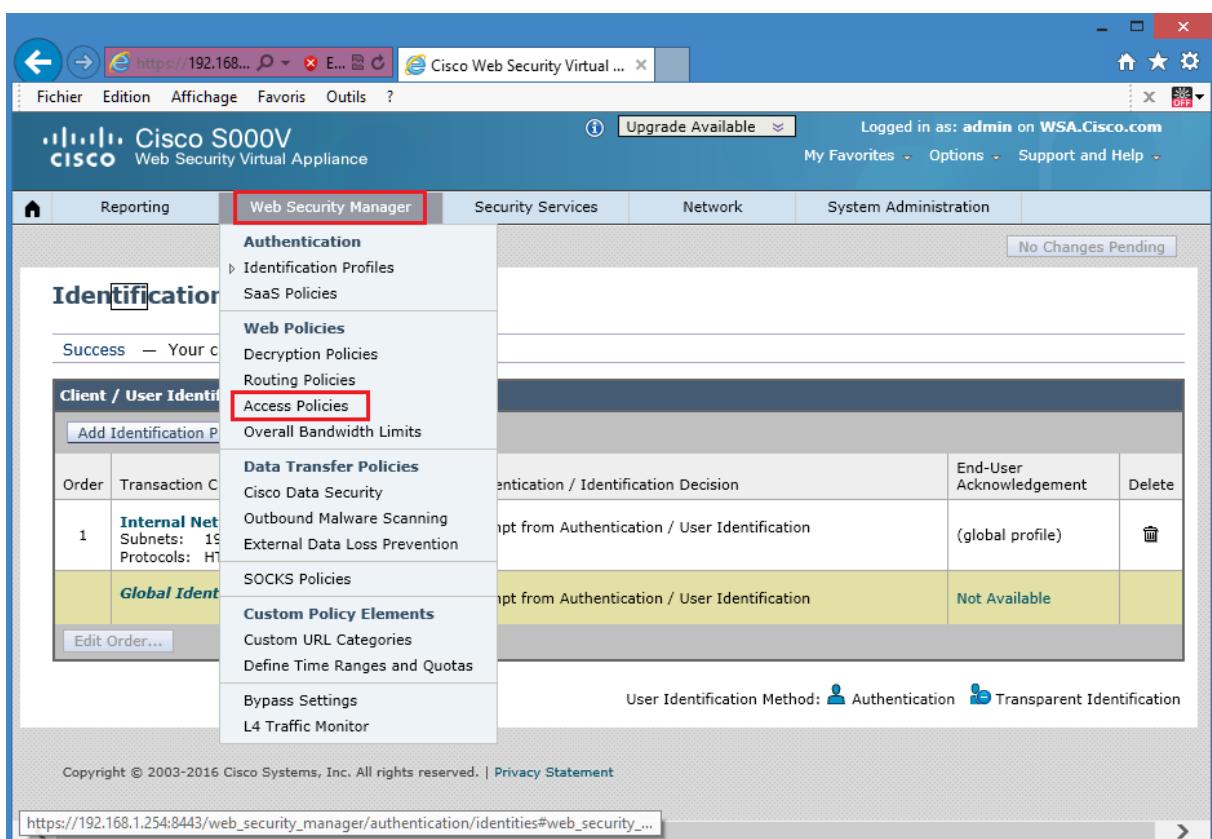 https://192.168... E... Cisco Web Security Virtual ...
Fichier Edition Affichage Favoris Outils ?
OFF
CISCO
Cisco S000V
Web Security Virtual Appliance
Upgrade Available
Logged in as: admin on WSA.Cisco.com
My Favorites Options Support and Help
Reporting Web Security Manager Security Services Network System Administration
No Changes Pending
Authentication
Identification Profiles
SaaS Policies
Web Policies
Decryption Policies
Routing Policies
Access Policies
Overall Bandwidth Limits
Data Transfer Policies
Cisco Data Security
Outbound Malware Scanning
External Data Loss Prevention
SOCKS Policies
Custom Policy Elements
Custom URL Categories
Define Time Ranges and Quotas
Bypass Settings
L4 Traffic Monitor
Identification
Success — Your c
Client / User Identif
Add Identification P
Order Transaction C entication / Identification Decision End-User Acknowledgement Delete
1 Internal Net
Subnets: 19
Protocols: HT
mpt from Authentication / User Identification (global profile)
Global Ident mpt from Authentication / User Identification Not Available
Edit Order...
User Identification Method: Authentication Transparent Identification
Copyright © 2003-2016 Cisco Systems, Inc. All rights reserved. | Privacy Statement
https://192.168.1.254:8443/web_security_manager/authentication/identities#web_security_...